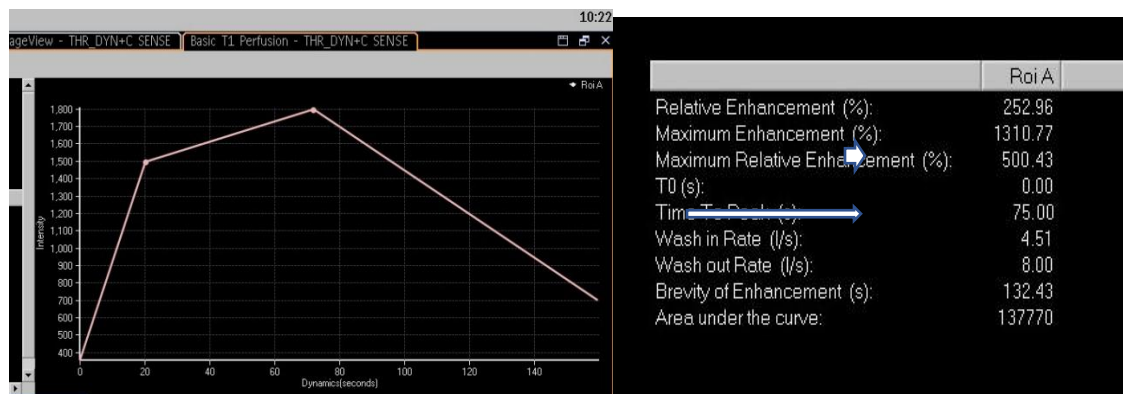 10:22
ageView - THR_DYN+C SENSE
Basic T1 Perfusion - THR_DYN+C SENSE
Roi A
1,800
1,700
1,600
1,500
1,400
1,300
1,200
1,100
1,000
900
800
700
600
500
400
Intensity
0 20 40 60 80 100 120 140
Dynamics(seconds)
Roi A
Relative Enhancement (%): 252.96
Maximum Enhancement (%): 1310.77
Maximum Relative Enhancement (%): 500.43
T0 (s): 0.00
Time To Peak (s): 75.00
Wash in Rate (l/s): 4.51
Wash out Rate (l/s): 8.00
Brevity of Enhancement (s): 132.43
Area under the curve: 137770